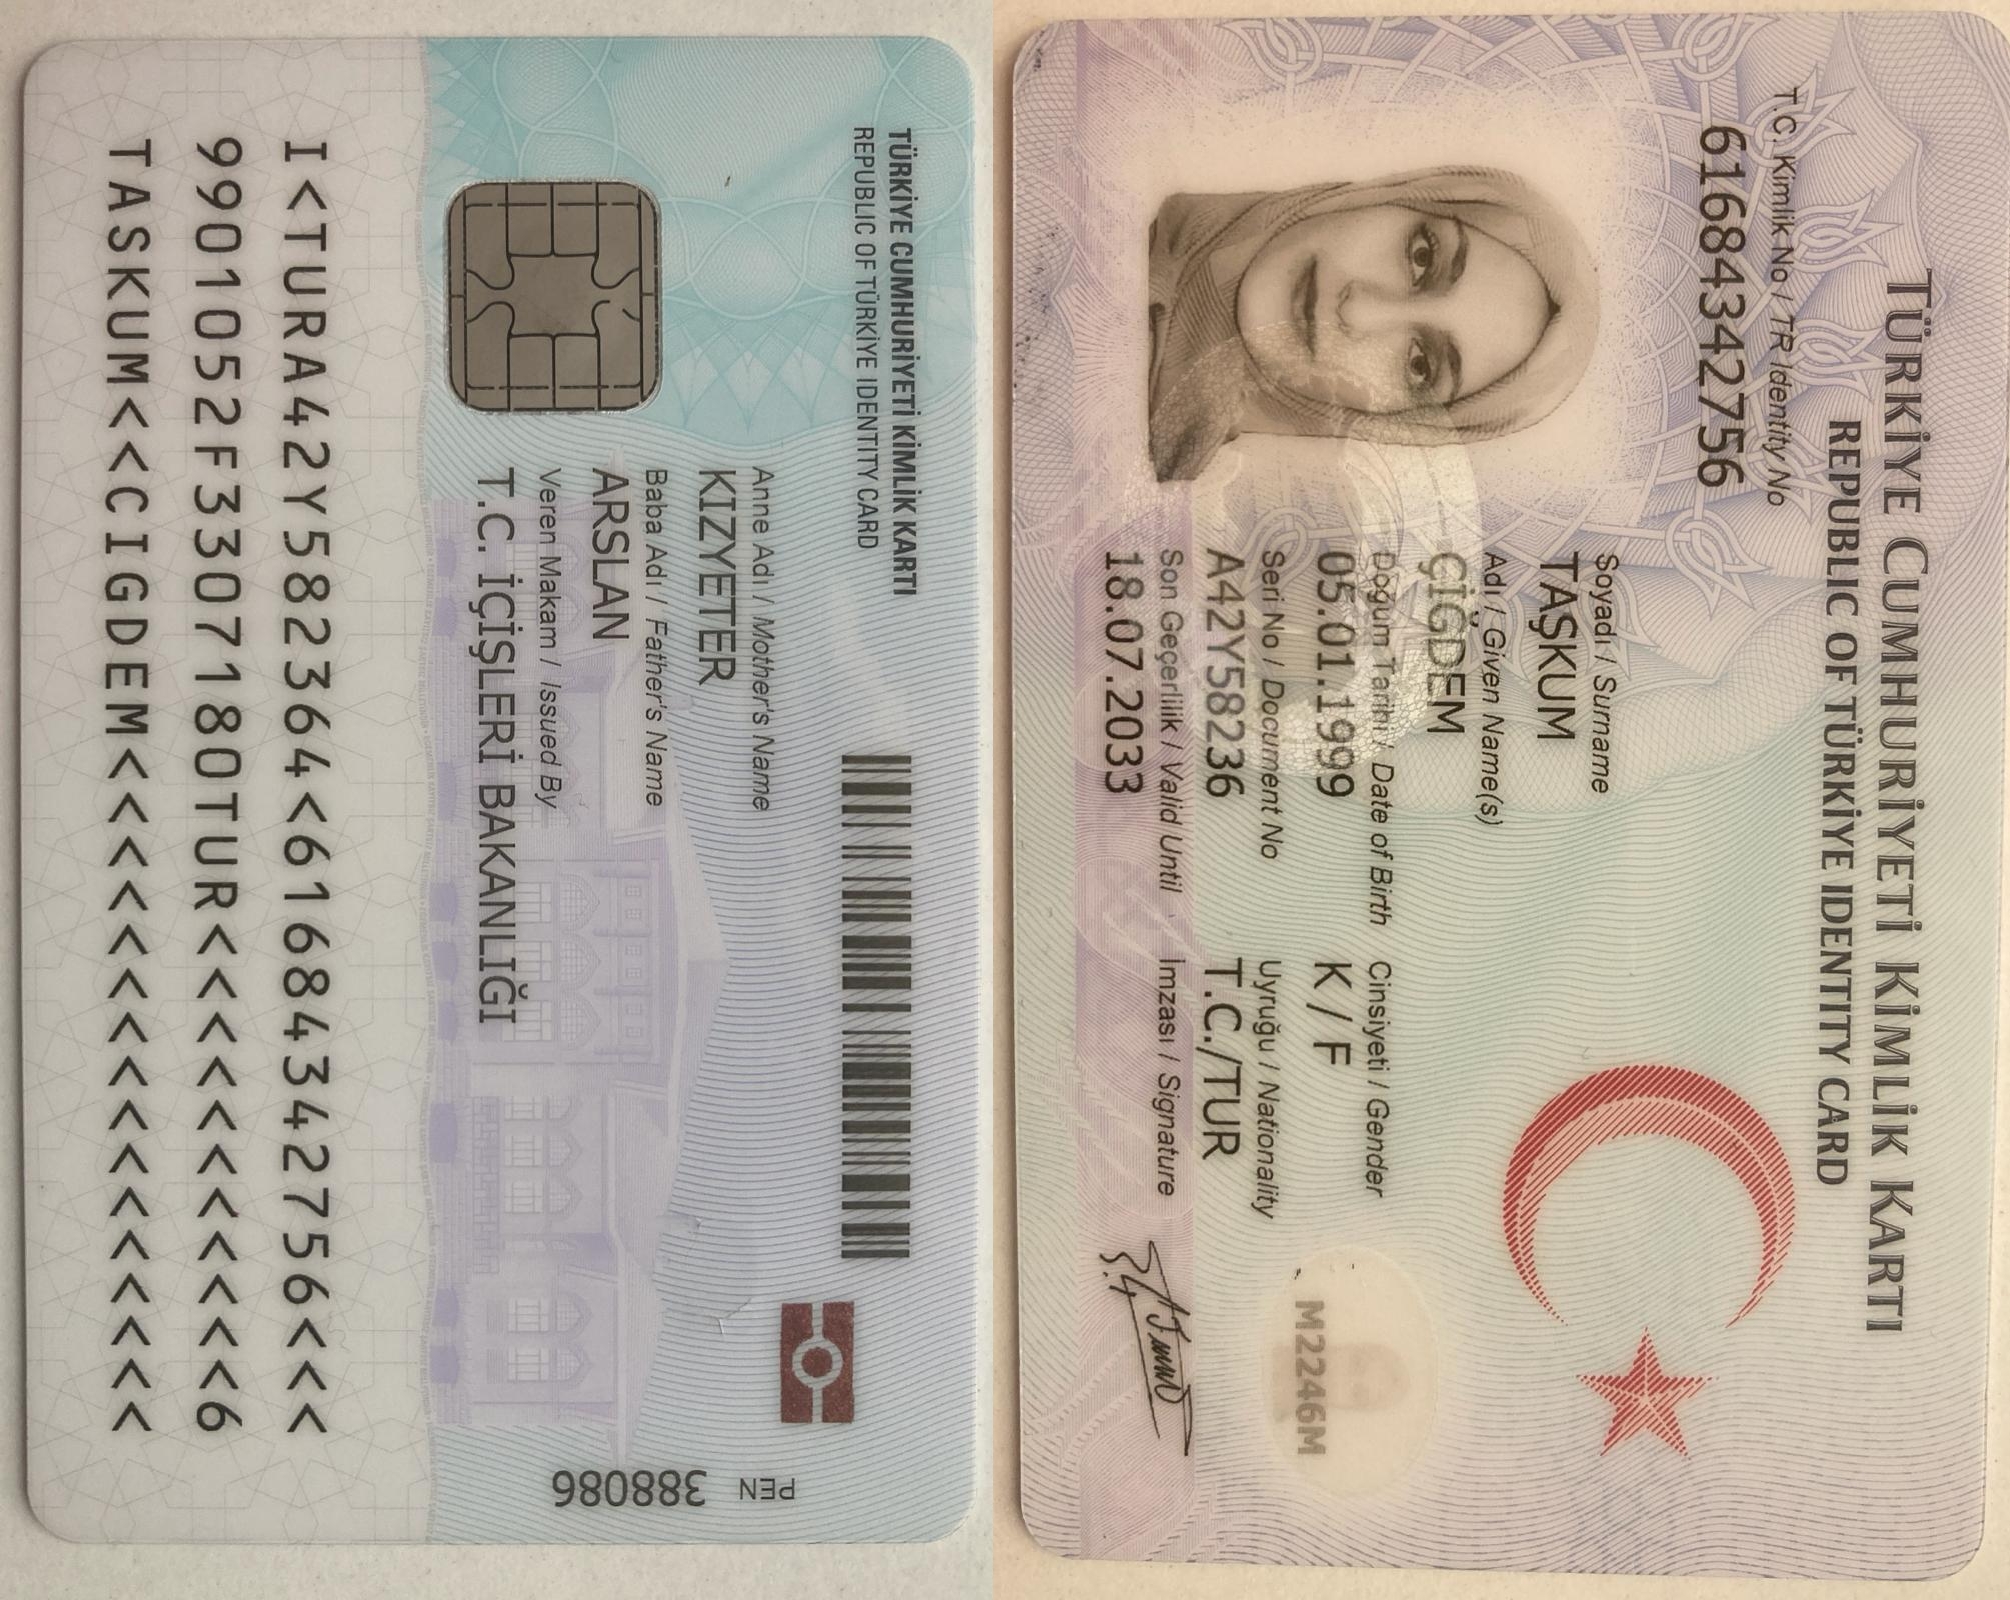 TÜRKİYE CUMHURİYETİ KİMLİK KARTI
REPUBLIC OF TÜRKİYE IDENTITY CARD
T.C. Kimlik No / TR Identity No
61684342756
Soyadı / Surname
TAŞKUM
Adı / Given Name(s)
ÇİĞDEM
Doğum Tarihi / Date of Birth Cinsiyeti / Gender
05.01.1999 K / F
M2246M
Seri No / Document No Uyruğu / Nationality
A42Y58236 T.C./TUR
Son Geçerlilik / Valid Until İmzası / Signature
18.07.2033
TÜRKİYE CUMHURİYETİ KİMLİK KARTI
REPUBLIC OF TÜRKİYE IDENTITY CARD
Anne Adı / Mother's Name
KIZYETER
Baba Adı / Father's Name
ARSLAN
Veren Makam / Issued By
T.C. İÇİŞLERİ BAKANLIĞI
PEN 388086
I<TURA42Y582364<61684342756<<<
9901052F3307180TUR<<<<<<<<<<<6
TASKUM<<CIGDEM<<<<<<<<<<<<<<<<